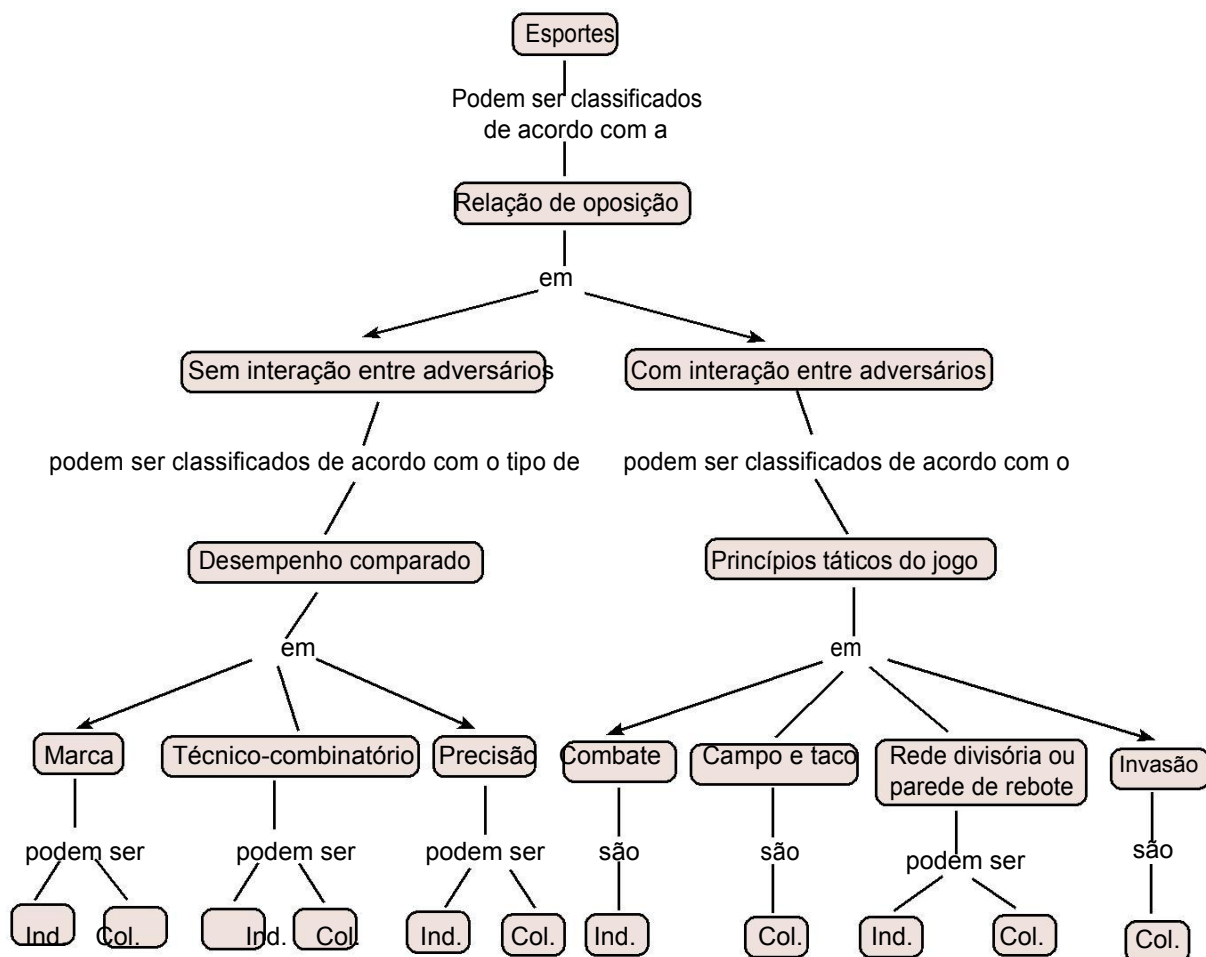 Esportes
Podem ser classificados
de acordo com a
Relação de oposição
em
Sem interação entre adversários
Com interação entre adversários
podem ser classificados de acordo com o tipo de
podem ser classificados de acordo com o
Desempenho comparado
Princípios táticos do jogo
em
em
Marca
Técnico-combinatório
Precisão
Combate
Campo e taco
Rede divisória ou
parede de rebote
Invasão
podem ser
podem ser
podem ser
são
são
podem ser
são
Ind.
Col.
Ind.
Col.
Ind.
Col.
Ind.
Col.
Ind.
Col.
Col.